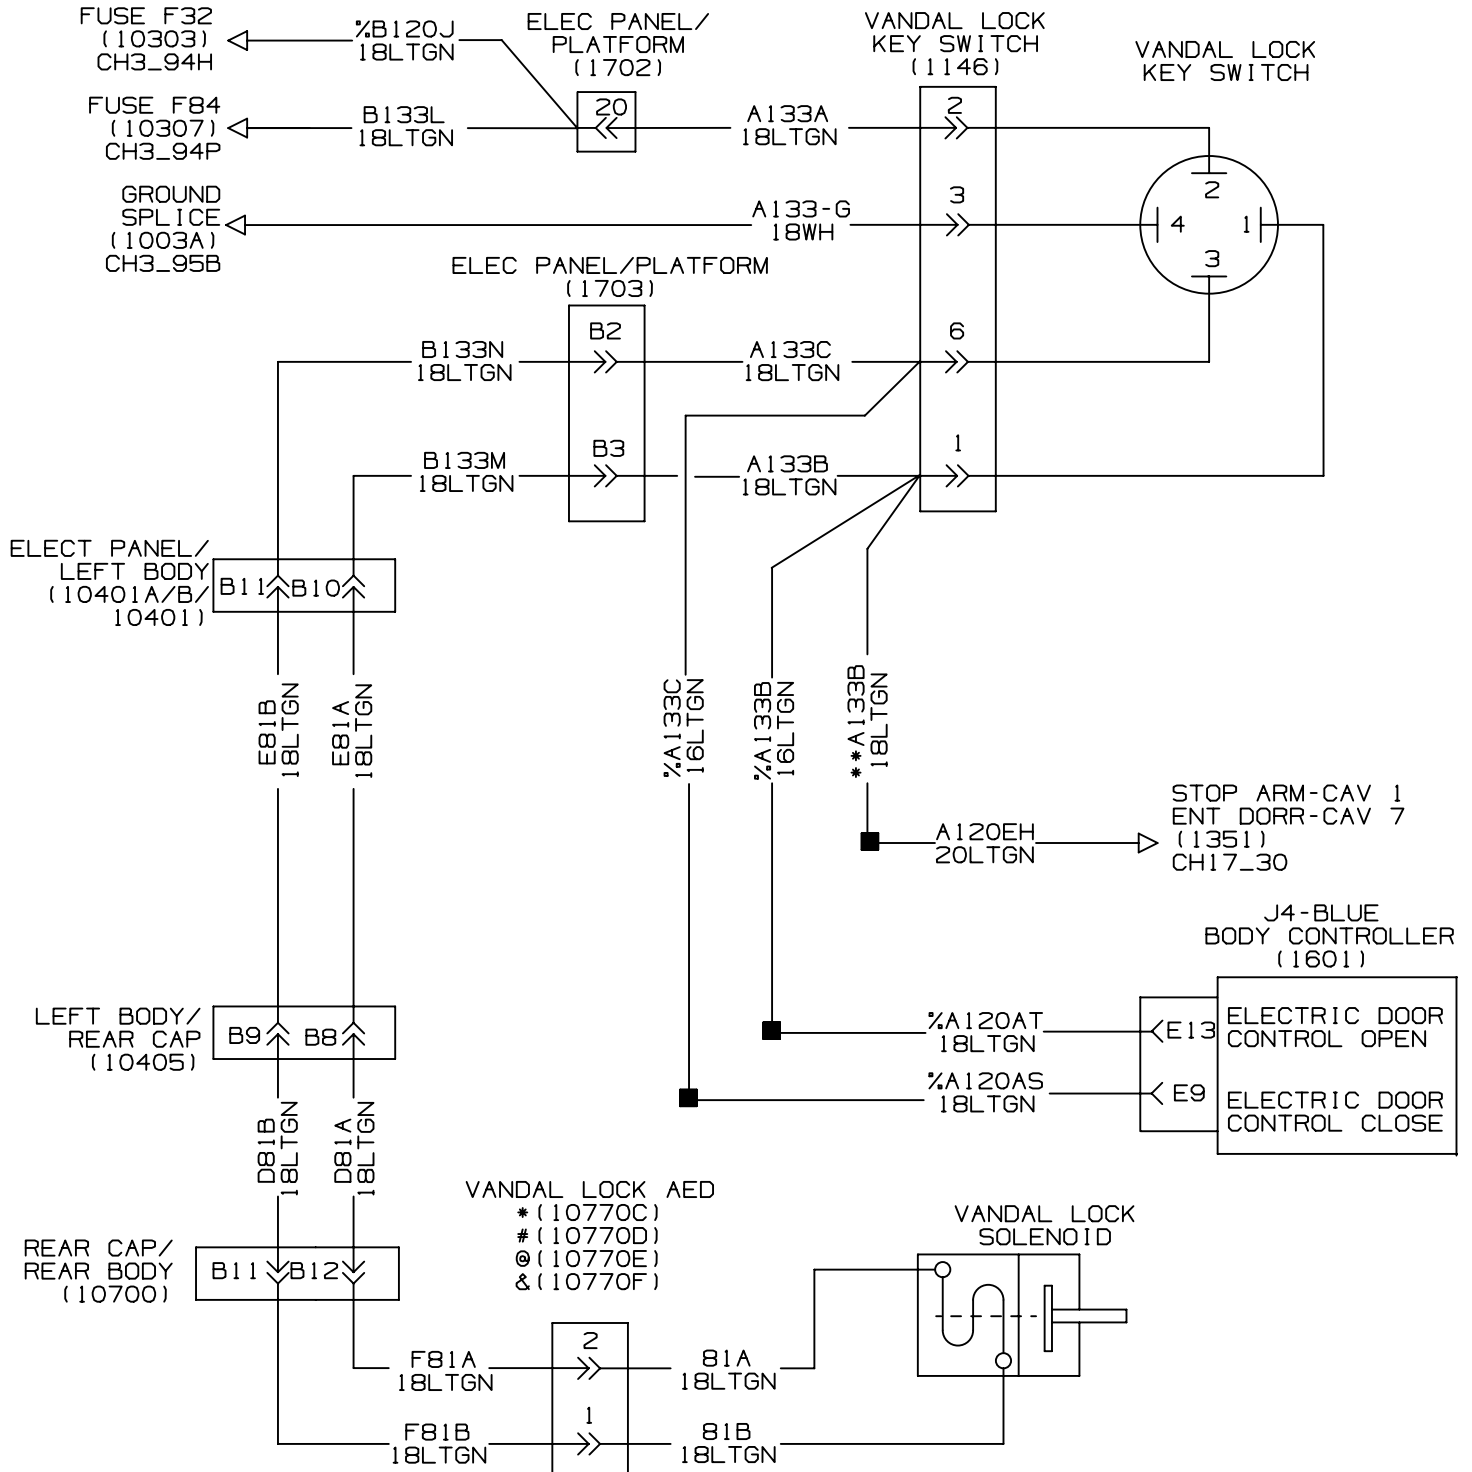 FUSE F32
(10303)
CH3_94H
%B120J
18LTGN
ELEC PANEL/
PLATFORM
(1702)
VANDAL LOCK
KEY SWITCH
(1146)
VANDAL LOCK
KEY SWITCH
FUSE F84
(10307)
CH3_94P
B133L
18LTGN
20
A133A
18LTGN
2
2
GROUND
SPLICE
(1003A)
CH3_95B
A133-G
18WH
3
4
1
3
ELEC PANEL/PLATFORM
(1703)
B133N
18LTGN
B2
A133C
18LTGN
6
B133M
18LTGN
B3
A133B
18LTGN
1
ELECT PANEL/
LEFT BODY
(10401A/B/
10401)
B11
B10
E81B
18LTGN
E81A
18LTGN
%A133C
16LTGN
%A133B
16LTGN
**A133B
18LTGN
A120EH
20LTGN
STOP ARM-CAV 1
ENT DORR-CAV 7
(1351)
CH17_30
J4-BLUE
BODY CONTROLLER
(1601)
LEFT BODY/
REAR CAP
(10405)
B9
B8
%A120AT
18LTGN
E13
ELECTRIC DOOR
CONTROL OPEN
%A120AS
18LTGN
E9
ELECTRIC DOOR
CONTROL CLOSE
D81B
18LTGN
D81A
18LTGN
VANDAL LOCK AED
*(10770C)
#(10770D)
@(10770E)
&(10770F)
VANDAL LOCK
SOLENOID
REAR CAP/
REAR BODY
(10700)
B11
B12
F81A
18LTGN
2
81A
18LTGN
F81B
18LTGN
1
81B
18LTGN